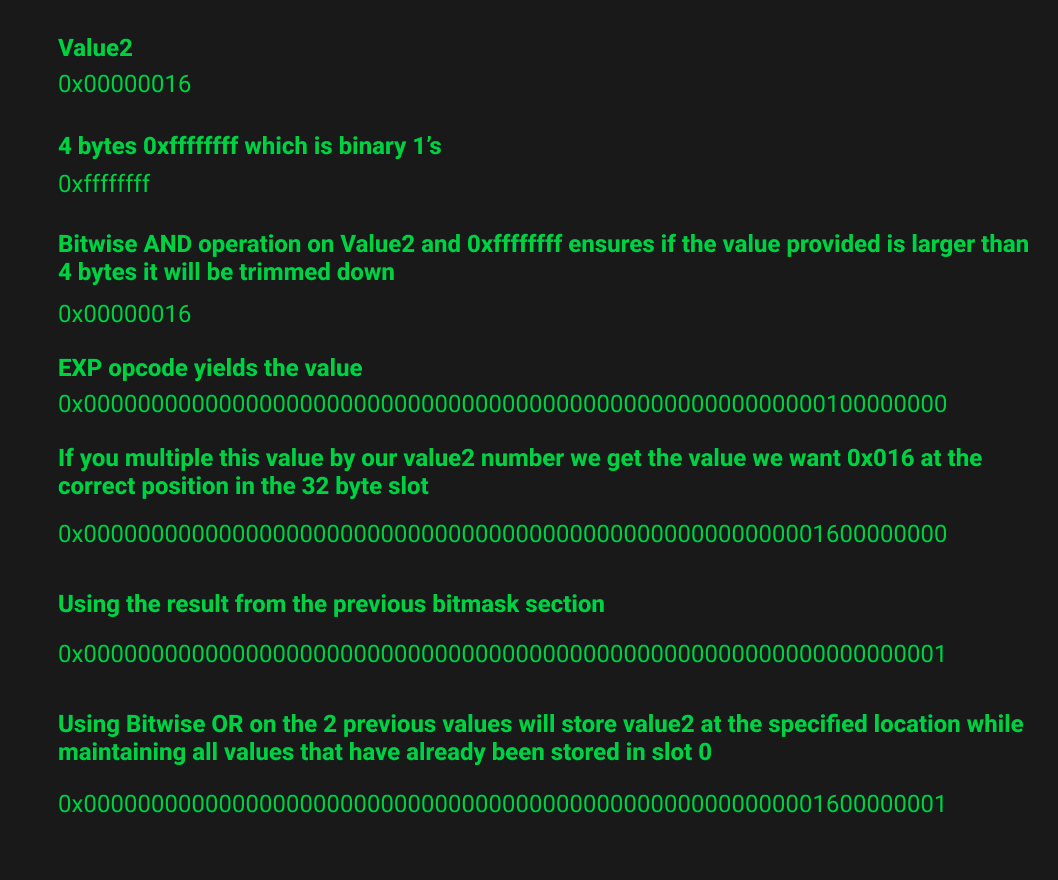 Value2
0x00000016
4 bytes 0xffffffff which is binary 1’s
0xffffffff
Bitwise AND operation on Value2 and 0xffffffff ensures if the value provided is larger than
4 bytes it will be trimmed down
0x00000016
EXP opcode yields the value
0x0000000000000000000000000000000000000000000000000000000100000000
If you multiple this value by our value2 number we get the value we want 0x016 at the
correct position in the 32 byte slot
0x0000000000000000000000000000000000000000000000000000001600000000
Using the result from the previous bitmask section
0x0000000000000000000000000000000000000000000000000000000000000001
Using Bitwise OR on the 2 previous values will store value2 at the specified location while
maintaining all values that have already been stored in slot 0
0x0000000000000000000000000000000000000000000000000000001600000001